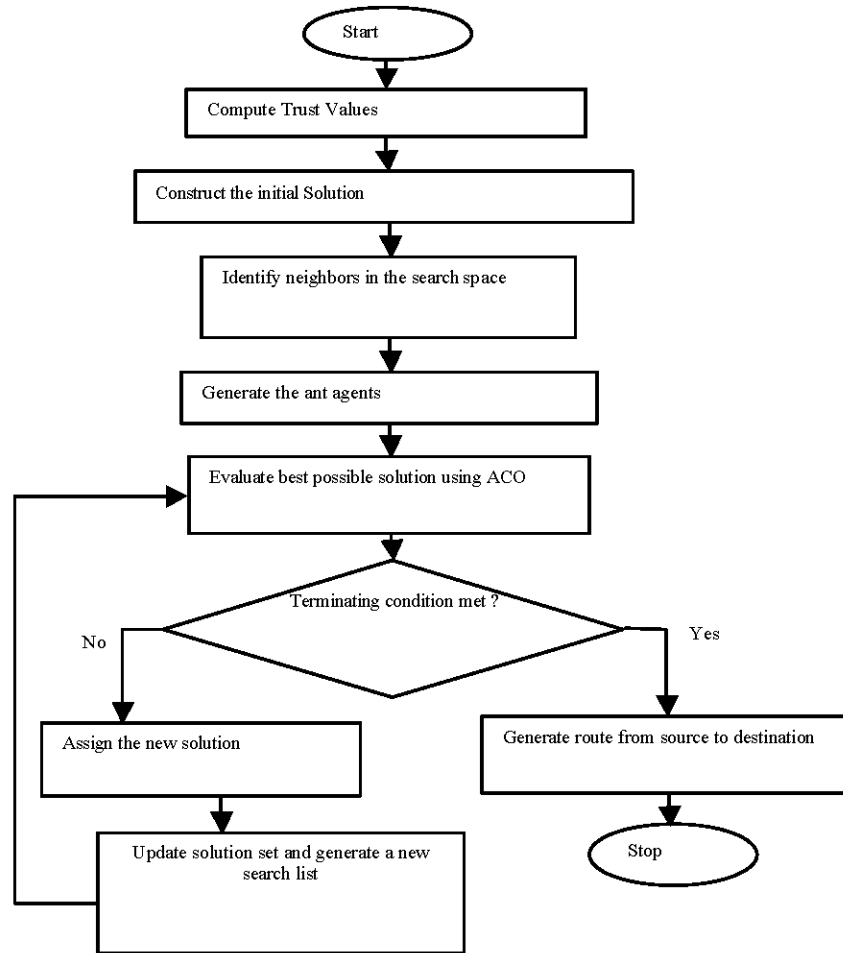 Start
Compute Trust Values
Construct the initial Solution
Identify neighbors in the search space
Generate the ant agents
Evaluate best possible solution using ACO
Terminating condition met ?
No
Yes
Assign the new solution
Generate route from source to destination
Update solution set and generate a new
search list
Stop